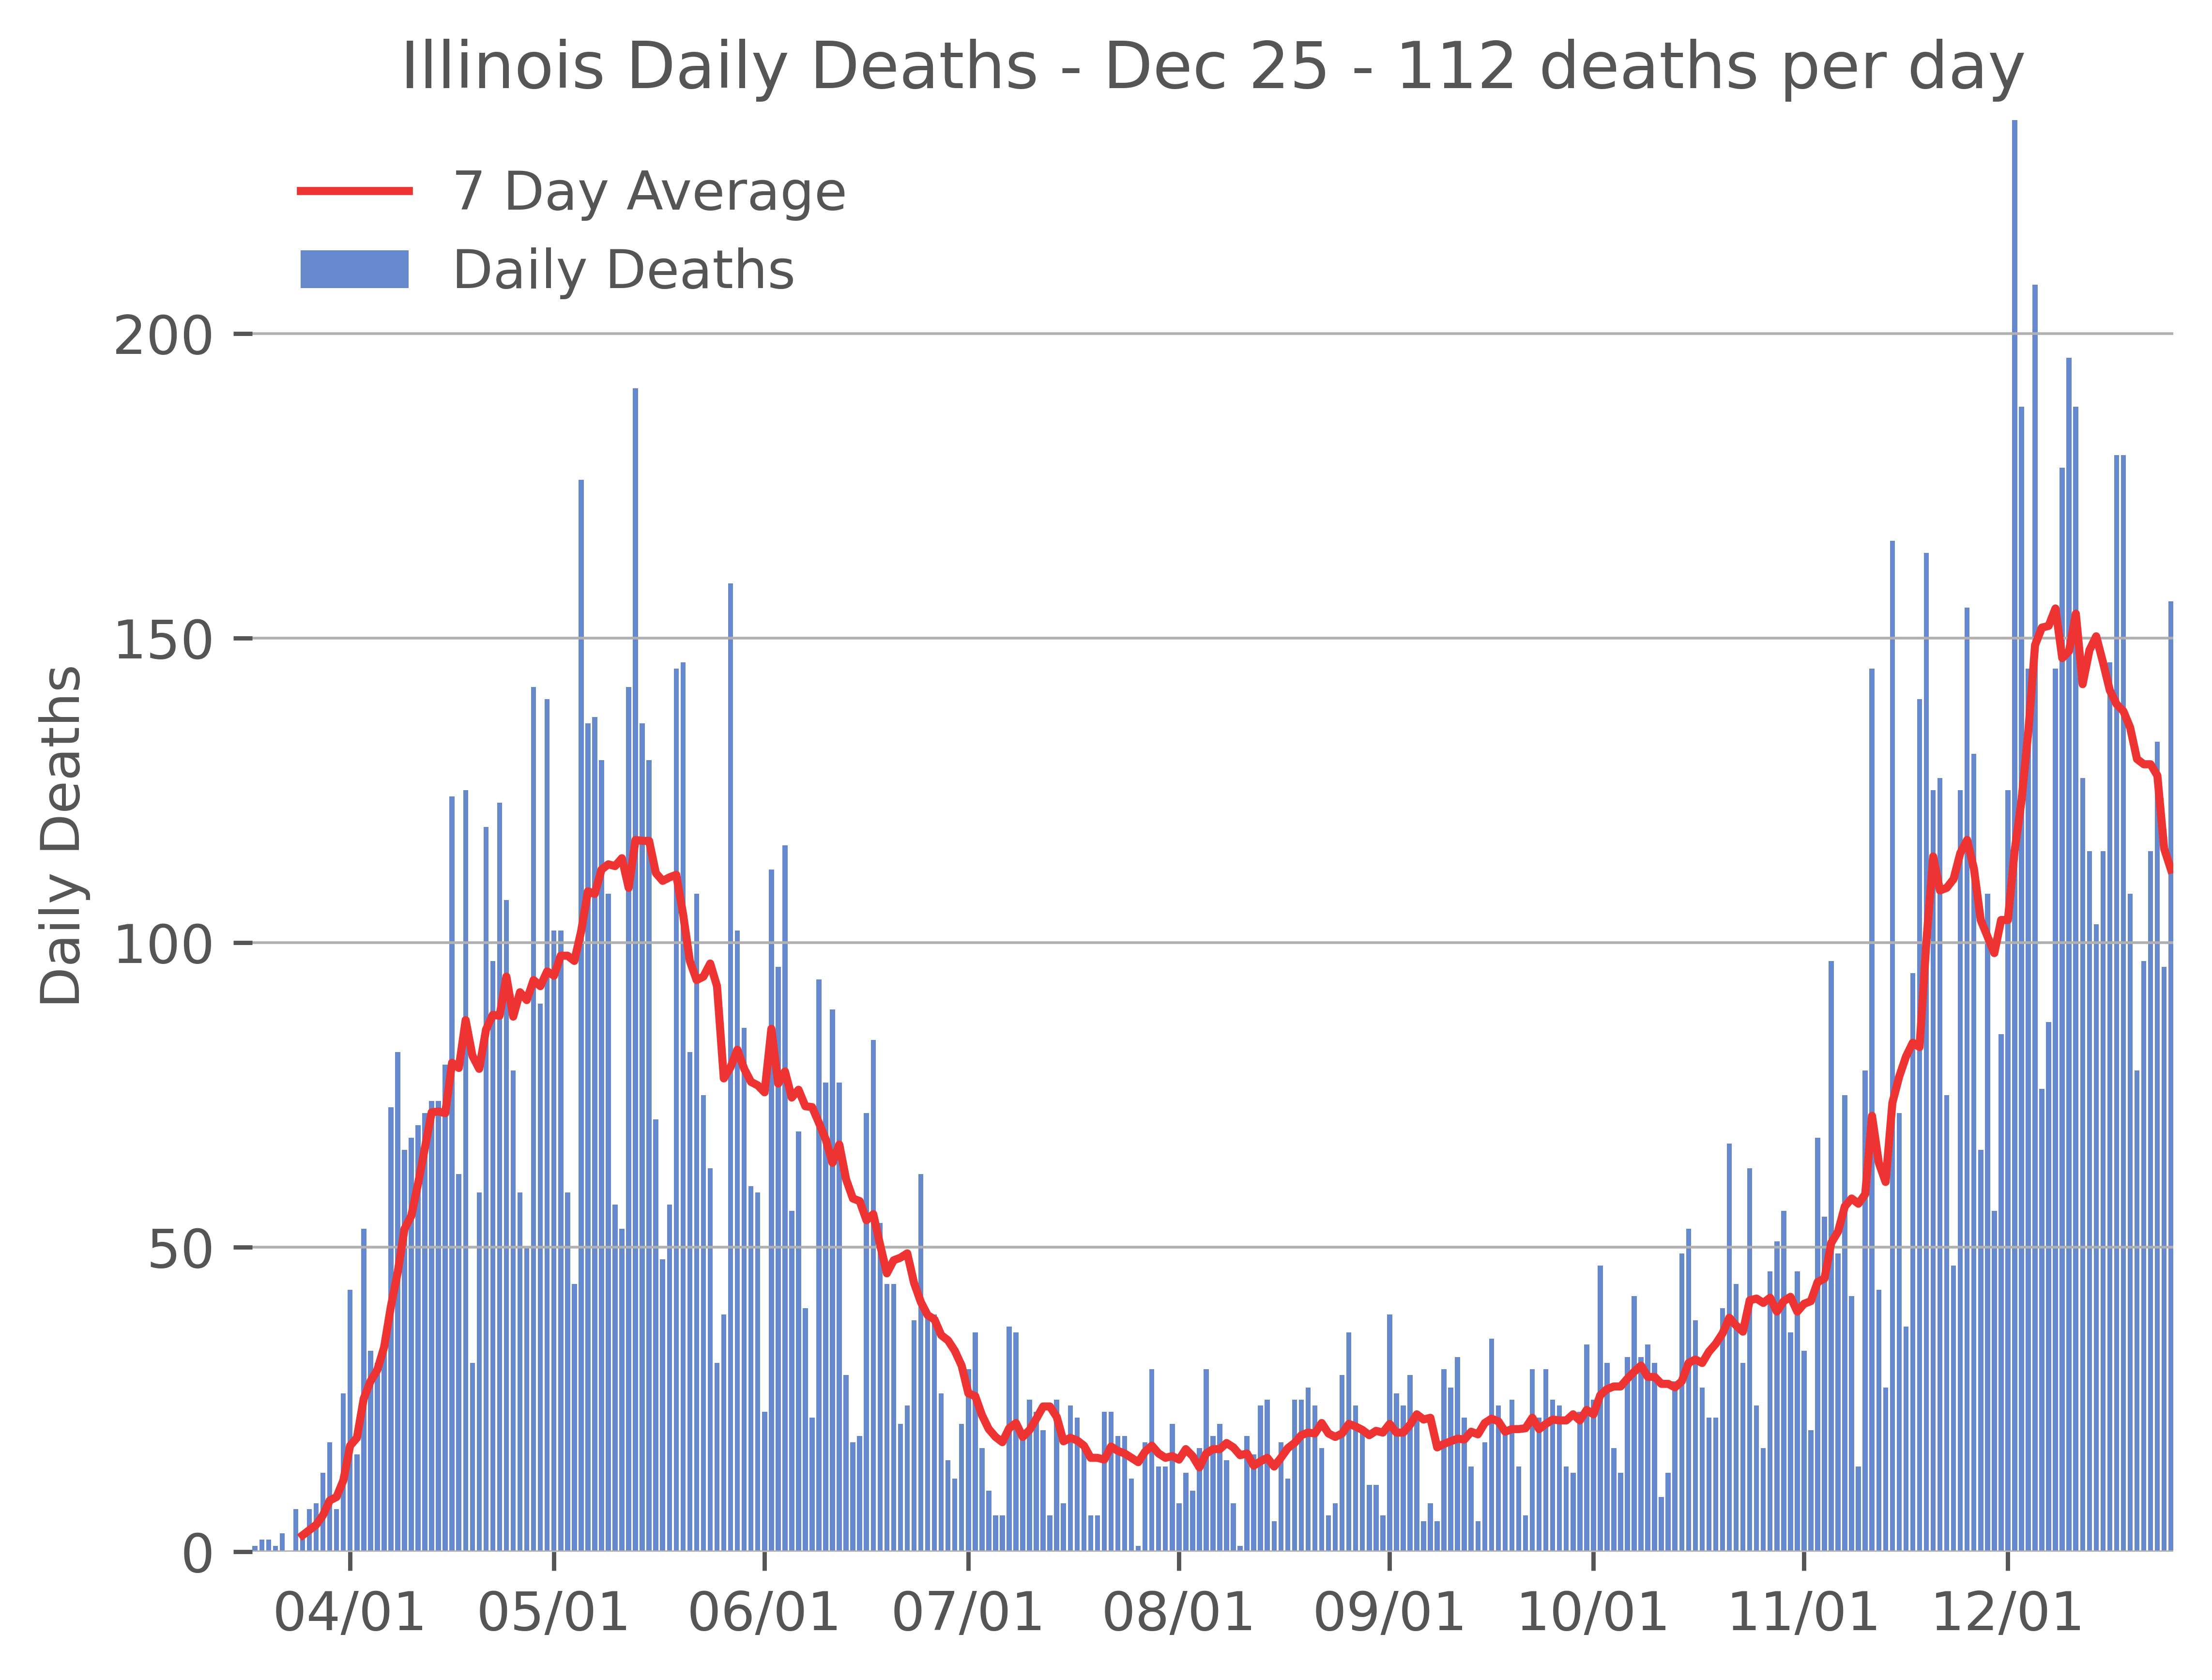 Illinois Daily Deaths - Dec 25 - 112 deaths per day
7 Day Average
Daily Deaths
200
150
100
50
0
Daily Deaths
04/01 05/01 06/01 07/01 08/01 09/01 10/01 11/01 12/01